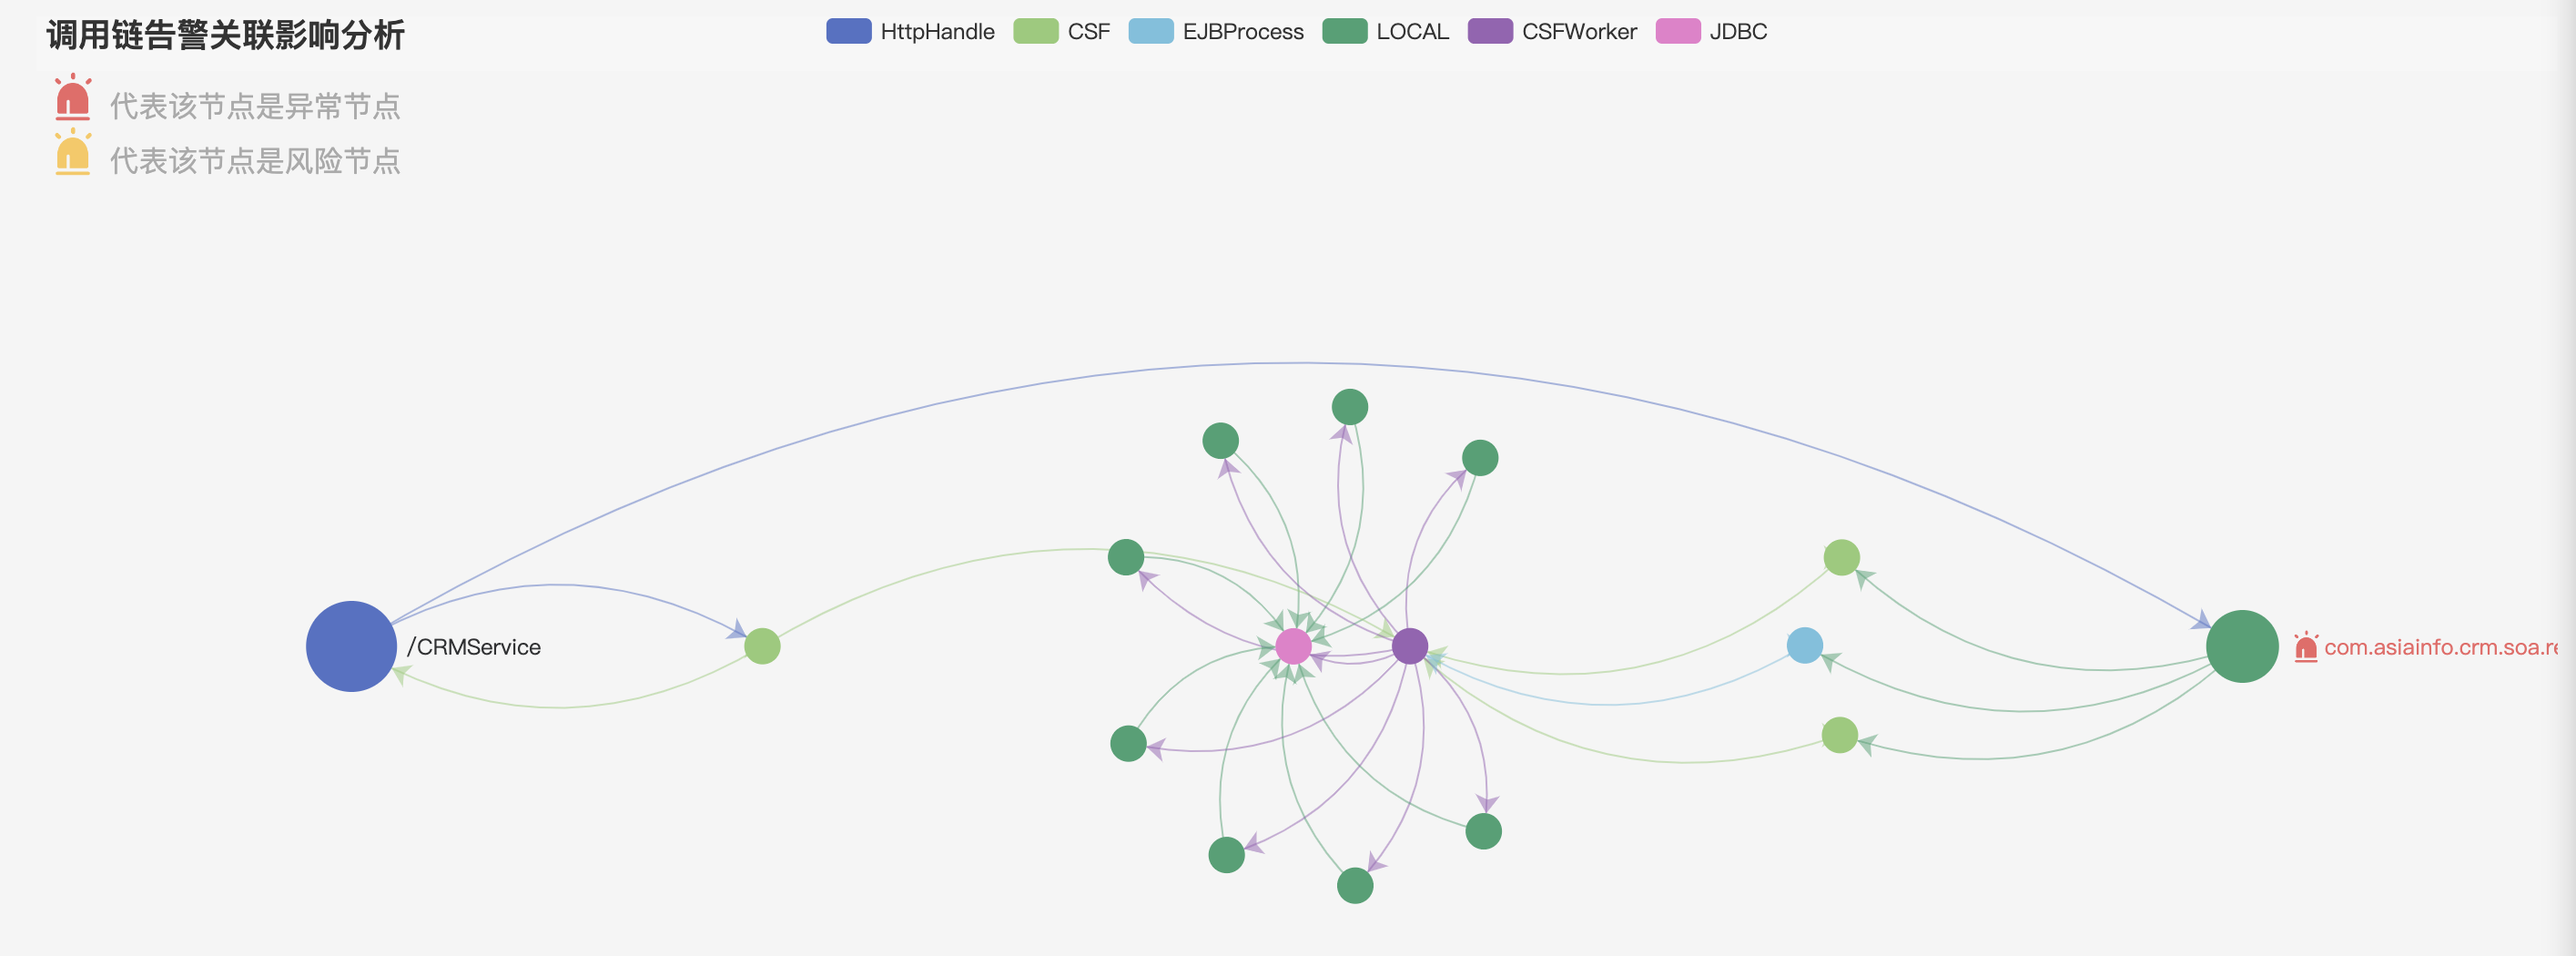 调用链告警关联影响分析
HttpHandle CSF EJBProcess LOCAL CSFWorker JDBC
代表该节点是异常节点
代表该节点是风险节点
/CRMService
com.asiainfo.crm.soa.re